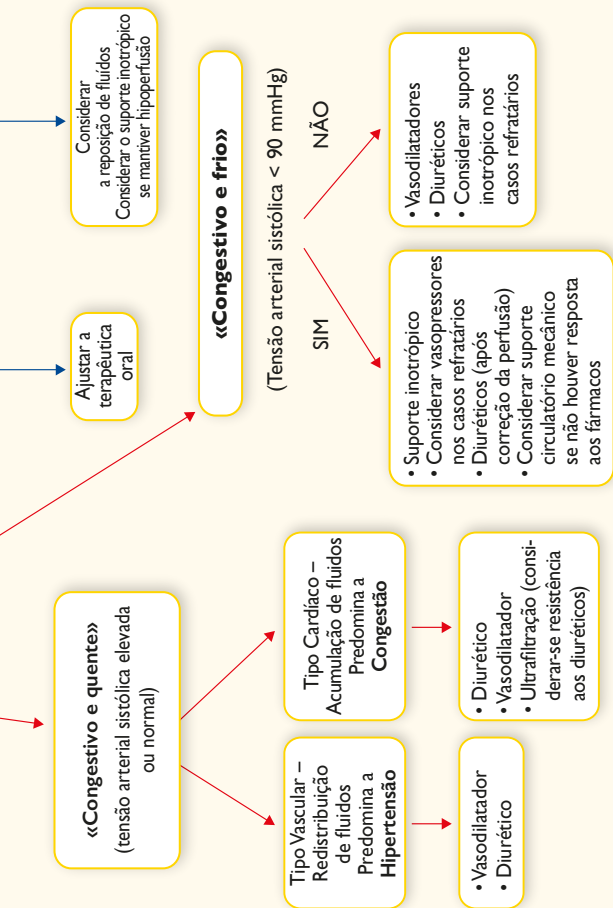 «Congestivo e quente»
(tensão arterial sistólica elevada
ou normal)
Tipo Vascular –
Redistribuição
de fluidos
Predomina a
Hipertensão
• Vasodilatador
• Diurético
Tipo Cardíaco –
Acumulação de fluidos
Predomina a
Congestão
• Diurético
• Vasodilatador
• Ultrafiltração (consi-
derar-se resistência
aos diuréticos)
Ajustar a
terapêutica
oral
Considerar
a reposição de fluidos
Considerar o suporte inotrópico
se mantiver hipoperfusão
«Congestivo e frio»
(Tensão arterial sistólica < 90 mmHg)
SIM
NÃO
• Suporte inotrópico
• Considerar vasopressores
nos casos refratários
• Diuréticos (após
correção da perfusão)
• Considerar suporte
circulatório mecânico
se não houver resposta
aos fármacos
• Vasodilatadores
• Diuréticos
• Considerar suporte
inotrópico nos
casos refratários